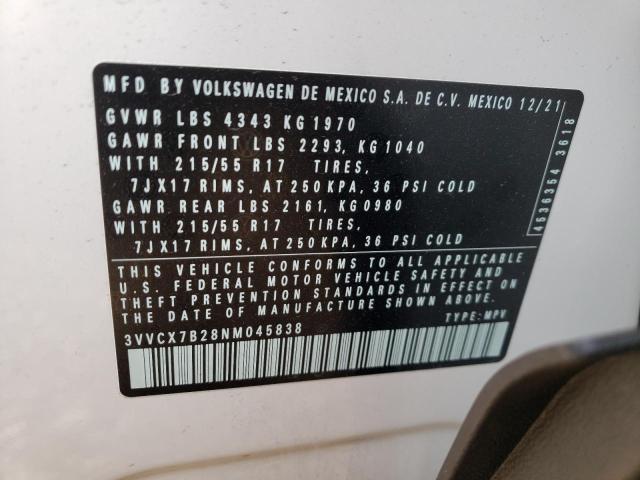 MFD BY VOLKSWAGEN DE MEXICO S.A. DE C.V. MEXICO 12/21
GVWR LBS 4343 KG 1970
GAWR FRONT LBS 2293, KG 1040
WITH 215/55 R17 TIRES,
7JX17 RIMS, AT 250 KPA, 36 PSI COLD
GAWR REAR LBS 2161, KG 0980
WITH 215/55 R17 TIRES,
7JX17 RIMS, AT 250 KPA, 36 PSI COLD
THIS VEHICLE CONFORMS TO ALL APPLICABLE
U.S. FEDERAL MOTOR VEHICLE SAFETY AND
THEFT PREVENTION STANDARDS IN EFFECT ON
THE DATE OF MANUFACTURE SHOWN ABOVE.
3VVCX7B28NM045838 TYPE: MPV
4536354 3618